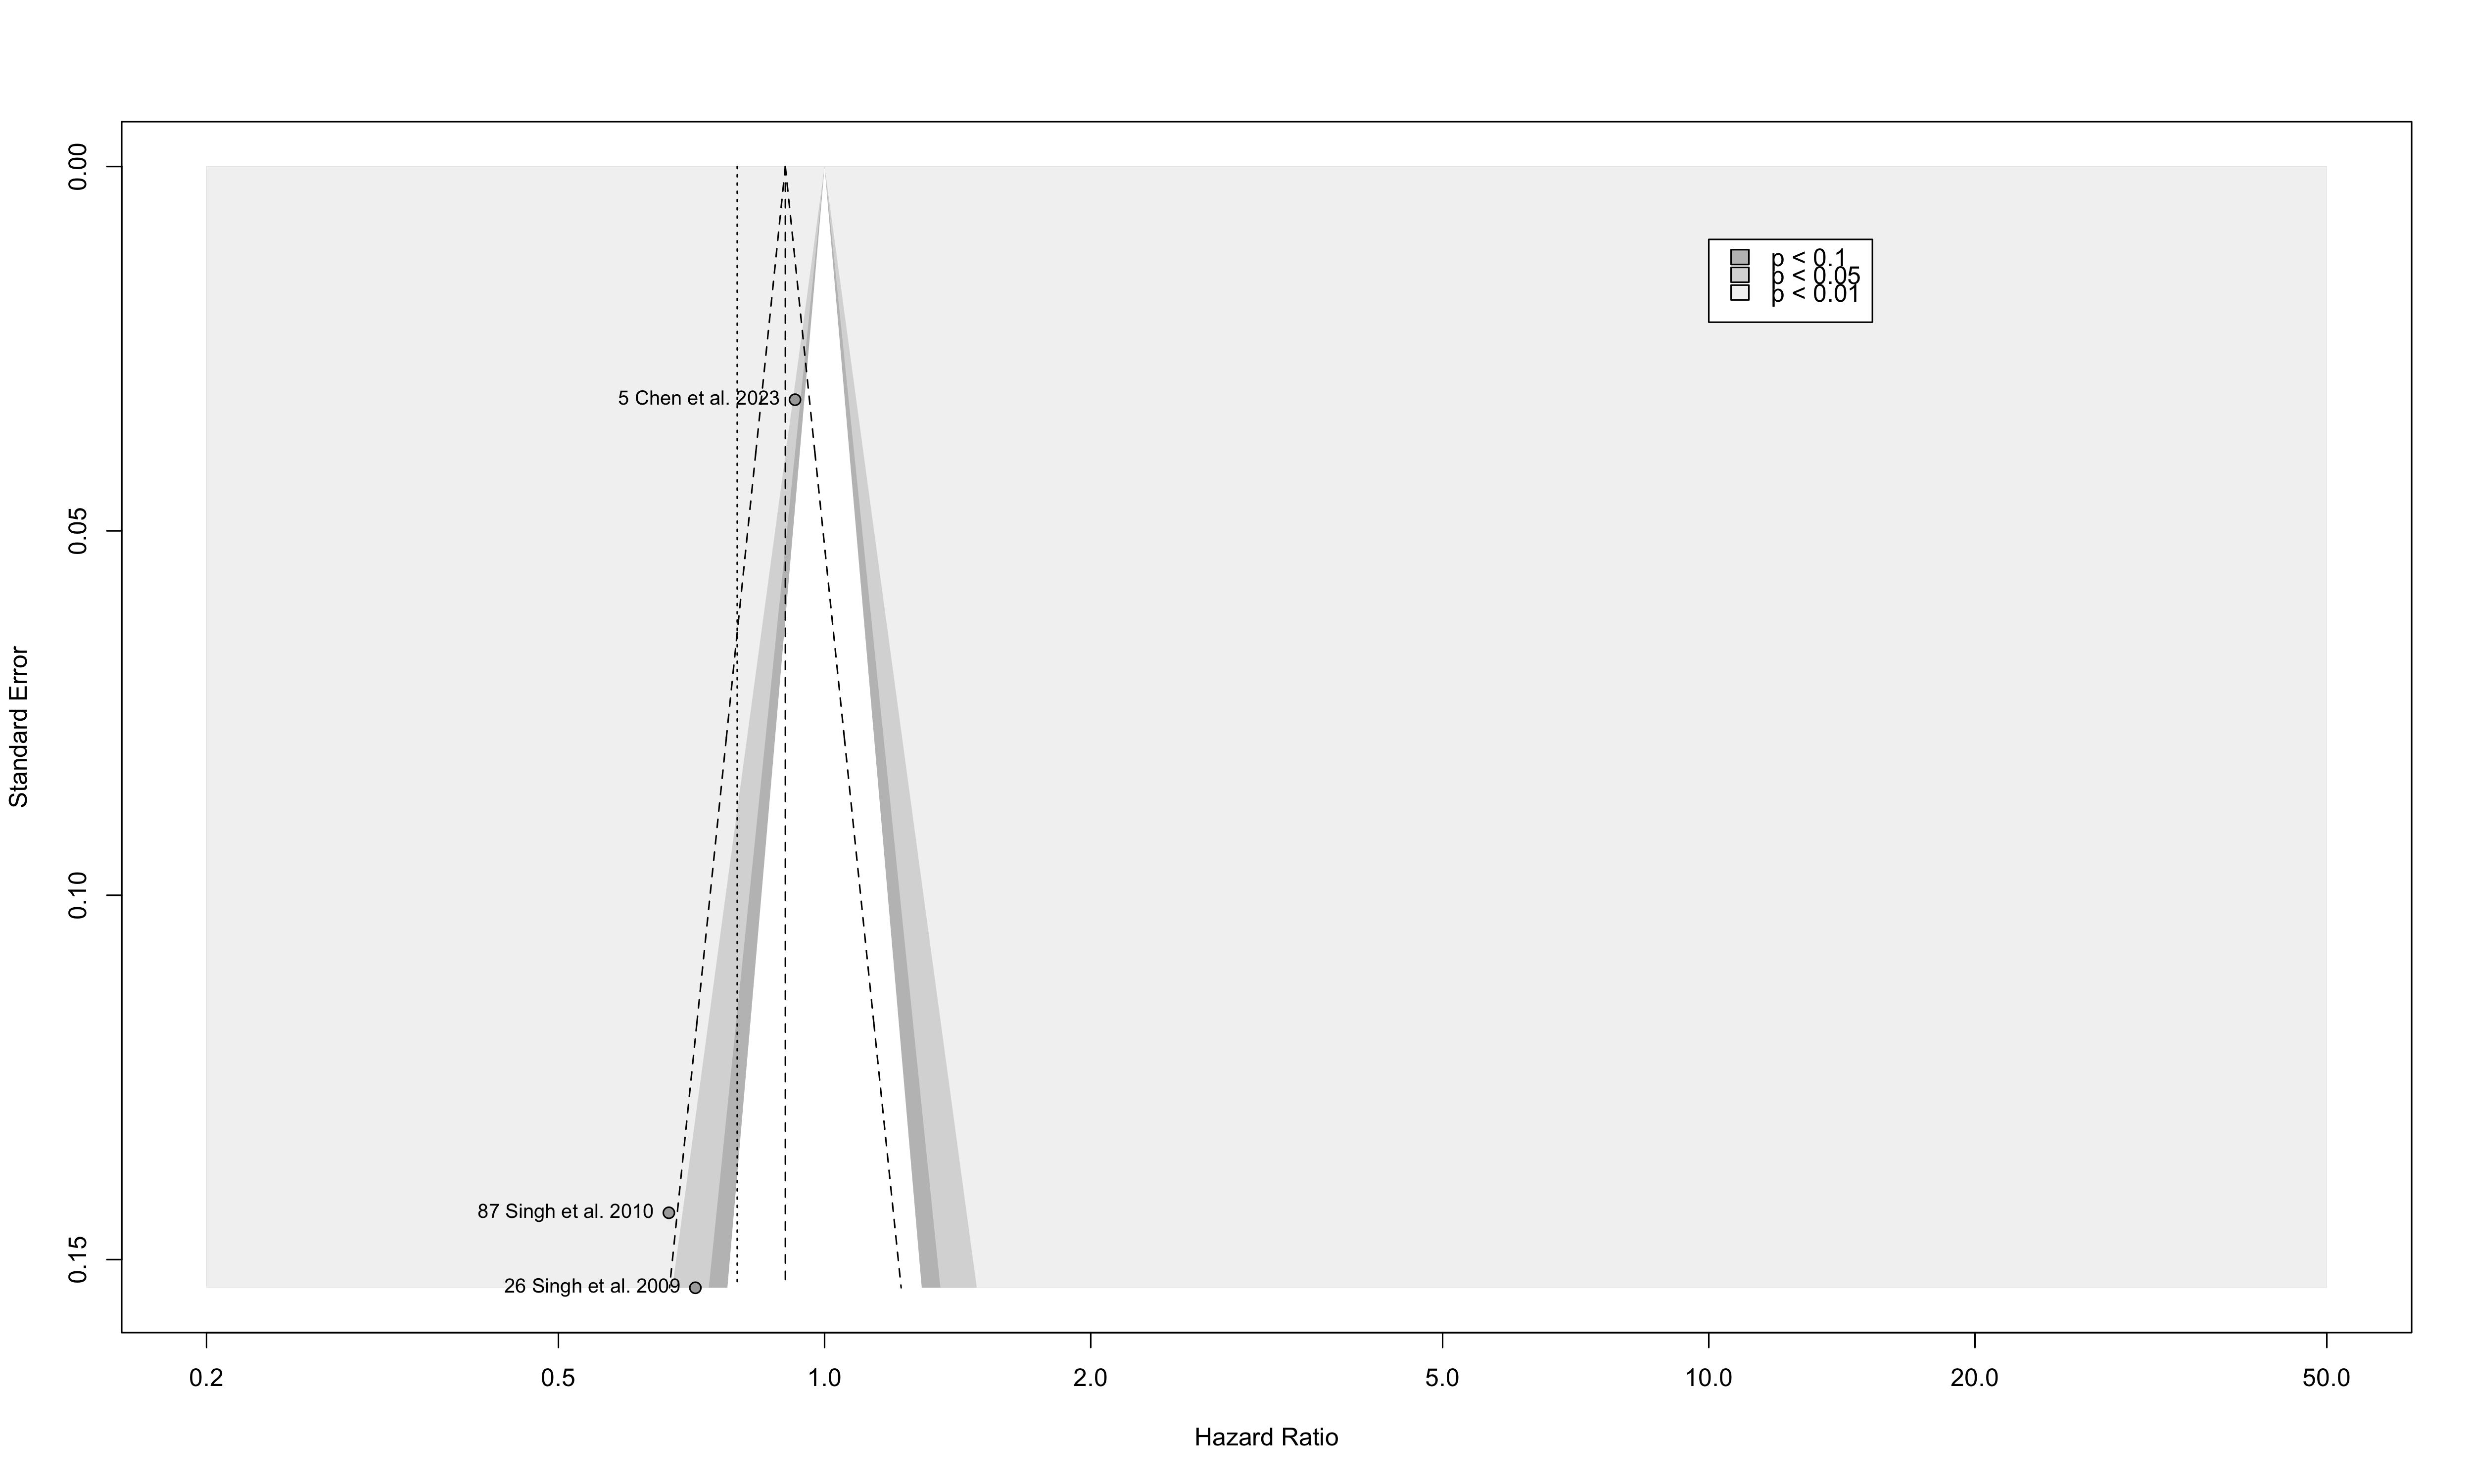 0.00
0.05
0.10
0.15
Standard Error
p < 0.1
p < 0.05
p < 0.01
5 Chen et al. 2023
87 Singh et al. 2010
26 Singh et al. 2009
0.2 0.5 1.0 2.0 5.0 10.0 20.0 50.0
Hazard Ratio